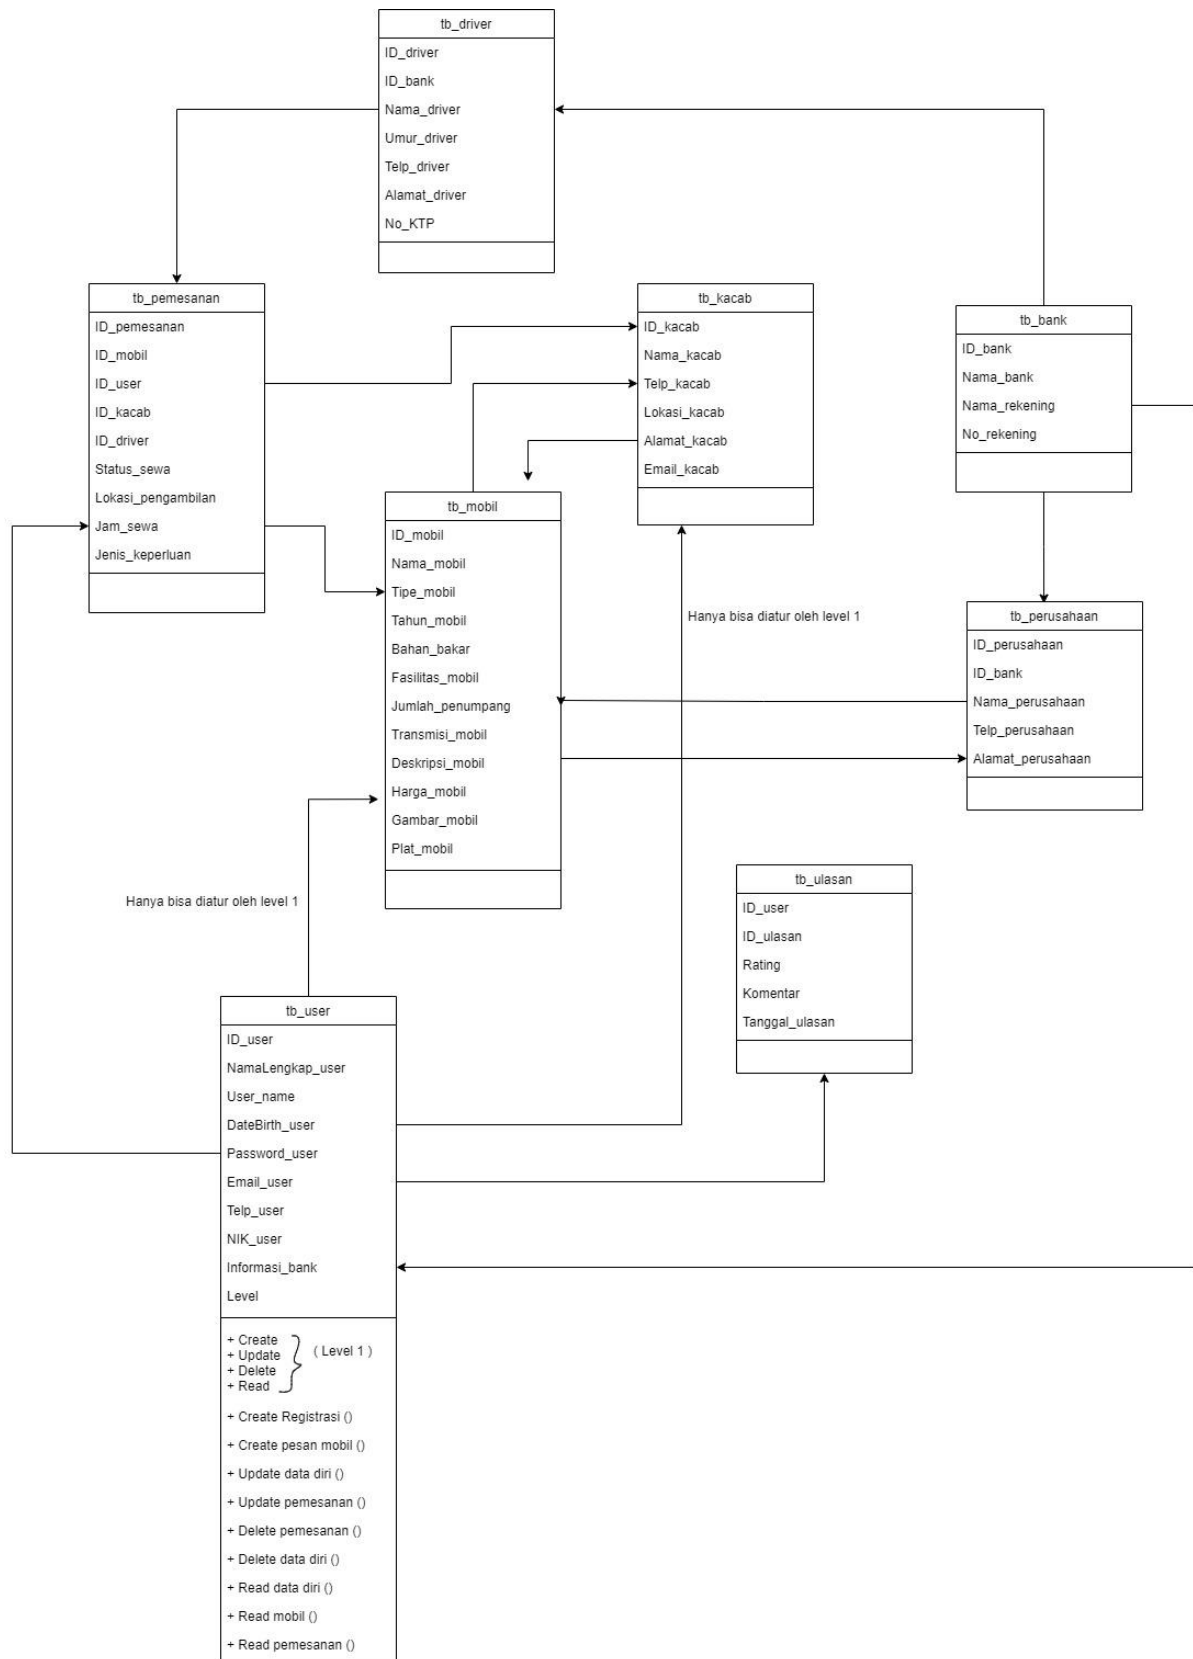 tb_driver
ID_driver
ID_bank
Nama_driver
Umur_driver
Telp_driver
Alamat_driver
No_KTP
tb_pemesanan
ID_pemesanan
ID_mobil
ID_user
ID_kacab
ID_driver
Status_sewa
Lokasi_pengambilan
Jam_sewa
Jenis_keperluan
tb_kacab
ID_kacab
Nama_kacab
Telp_kacab
Lokasi_kacab
Alamat_kacab
Email_kacab
tb_bank
ID_bank
Nama_bank
Nama_rekening
No_rekening
tb_mobil
ID_mobil
Nama_mobil
Tipe_mobil
Tahun_mobil
Bahan_bakar
Fasilitas_mobil
Jumlah_penumpang
Transmisi_mobil
Deskripsi_mobil
Harga_mobil
Gambar_mobil
Plat_mobil
Hanya bisa diatur oleh level 1
tb_perusahaan
ID_perusahaan
ID_bank
Nama_perusahaan
Telp_perusahaan
Alamat_perusahaan
Hanya bisa diatur oleh level 1
tb_ulasan
ID_user
ID_ulasan
Rating
Komentar
Tanggal_ulasan
tb_user
ID_user
NamaLengkap_user
User_name
DateBirth_user
Password_user
Email_user
Telp_user
NIK_user
Informasi_bank
Level
+ Create
+ Update
+ Delete
+ Read
( Level 1 )
+ Create Registrasi ()
+ Create pesan mobil ()
+ Update data diri ()
+ Update pemesanan ()
+ Delete pemesanan ()
+ Delete data diri ()
+ Read data diri ()
+ Read mobil ()
+ Read pemesanan ()